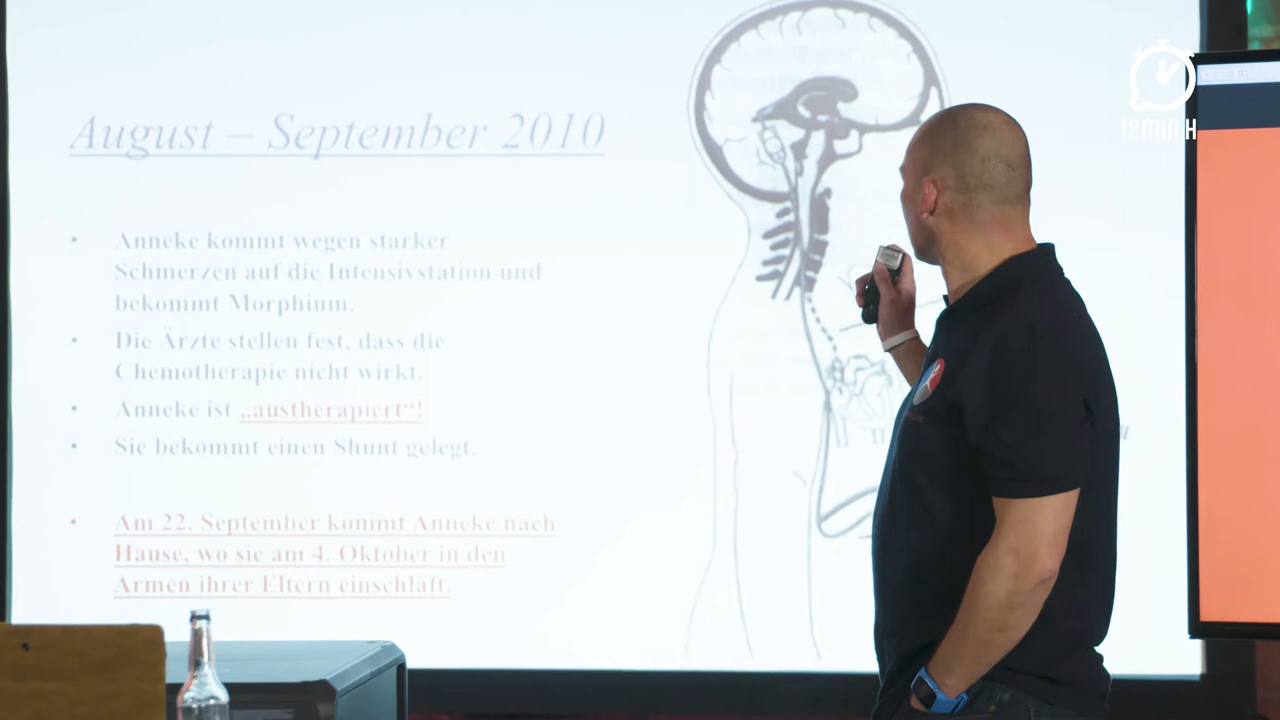 12MIN.H
August – September 2010
• Anneke kommt wegen starker
Schmerzen auf die Intensivstation und
bekommt Morphium.
• Die Ärzte stellen fest, dass die
Chemotherapie nicht wirkt.
• Anneke ist „austherapiert“!
• Sie bekommt einen Shunt gelegt.
• Am 22. September kommt Anneke nach
Hause, wo sie am 4. Oktober in den
Armen ihrer Eltern einschläft.